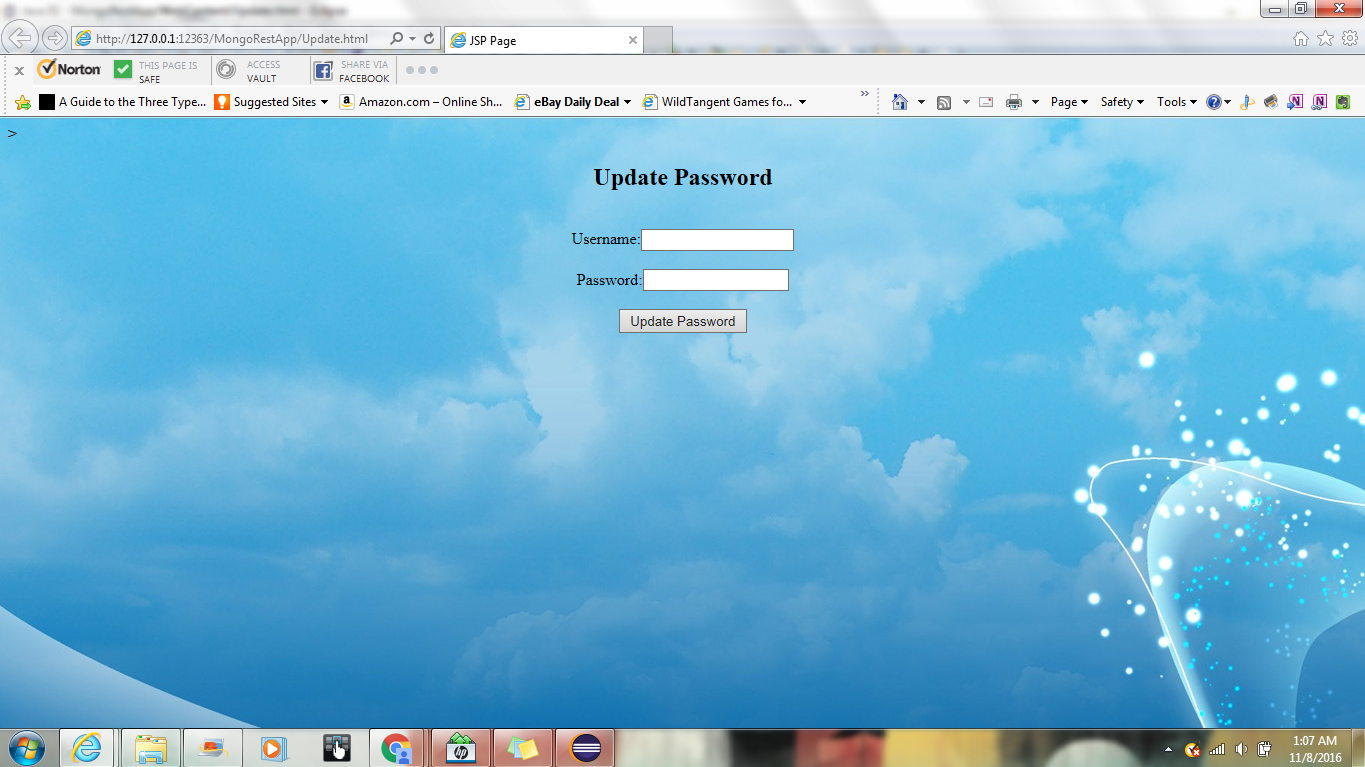 http://127.0.0.1:12363/MongoRestApp/Update.html
JSP Page
x Norton THIS PAGE IS SAFE ACCESS VAULT SHARE VIA FACEBOOK
A Guide to the Three Type... Suggested Sites Amazon.com – Online Sh... eBay Daily Deal WildTangent Games fo... » Page Safety Tools
>
Update Password
Username:
Password:
Update Password
1:07 AM
11/8/2016